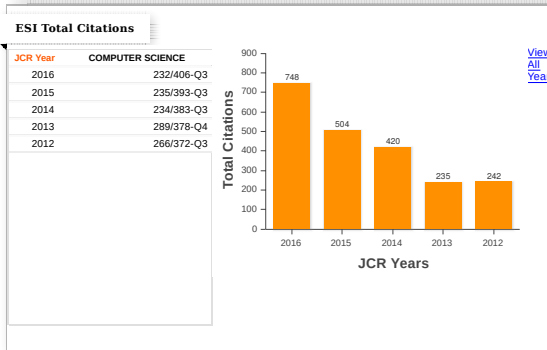 ESI Total Citations
JCR Year COMPUTER SCIENCE
2016 232/406-Q3
2015 235/393-Q3
2014 234/383-Q3
2013 289/378-Q4
2012 266/372-Q3
Total Citations
900
800
700
600
500
400
300
200
100
0
748
504
420
235
242
2016 2015 2014 2013 2012
JCR Years
View
All
Yea